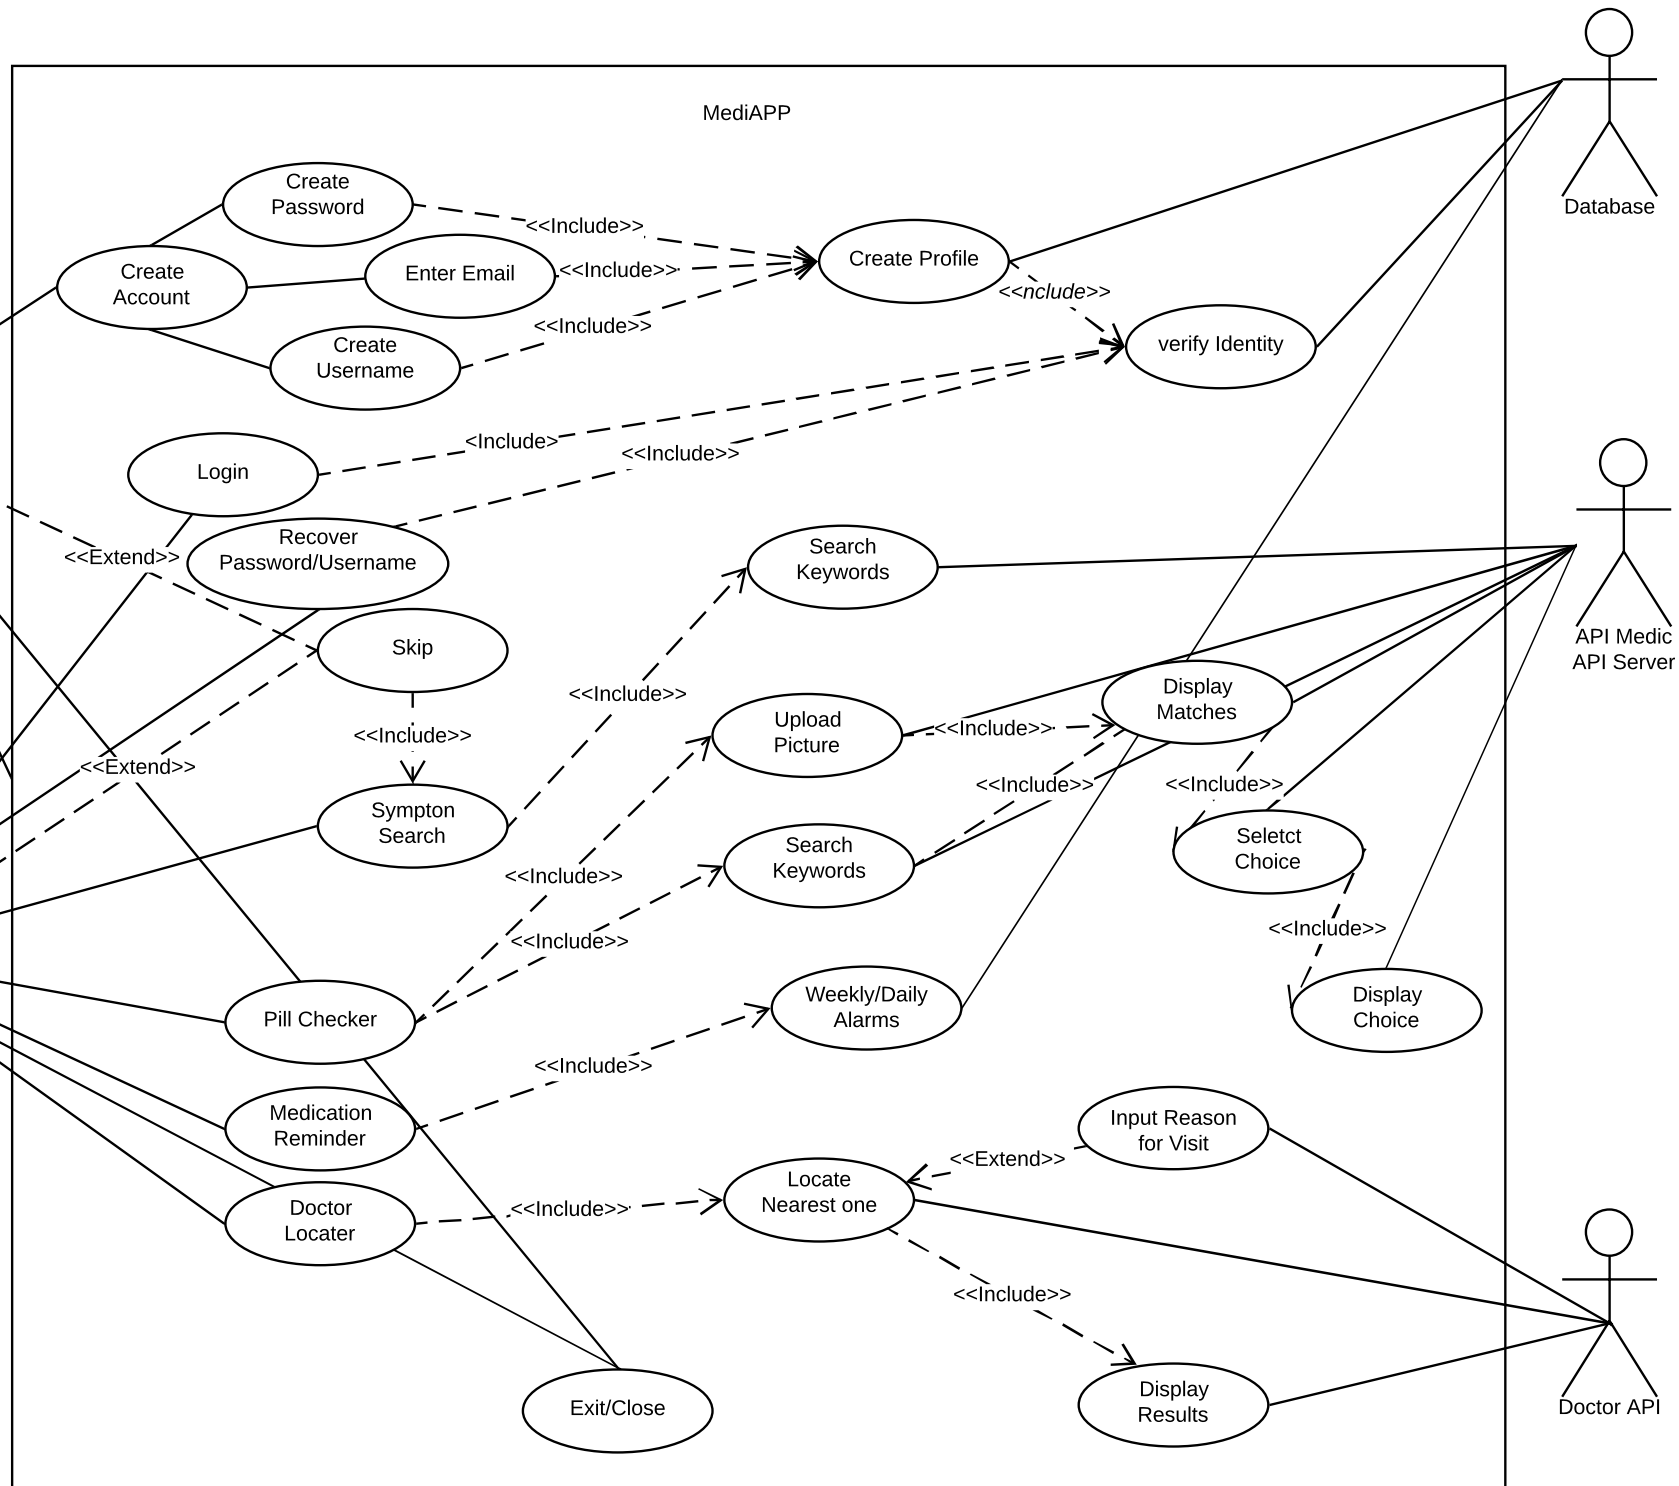 MediAPP
Database
Create
Password
<<Include>>
Create
Account
Enter Email
<<Include>>
Create Profile
<<nclude>>
<<Include>>
Create
Username
verify Identity
<Include>
<<Include>>
Login
Recover
Password/Username
<<Extend>>
Search
Keywords
API Medic
API Server
Skip
<<Include>>
<<Include>>
Display
Matches
Upload
Picture
<<Include>>
<<Extend>>
<<Include>>
<<Include>>
Sympton
Search
Search
Keywords
Seletct
Choice
<<Include>>
<<Include>>
<<Include>>
Weekly/Daily
Alarms
Display
Choice
Pill Checker
<<Include>>
Medication
Reminder
Input Reason
for Visit
<<Extend>>
Locate
Nearest one
Doctor
Locater
<<Include>>
<<Include>>
Display
Results
Exit/Close
Doctor API